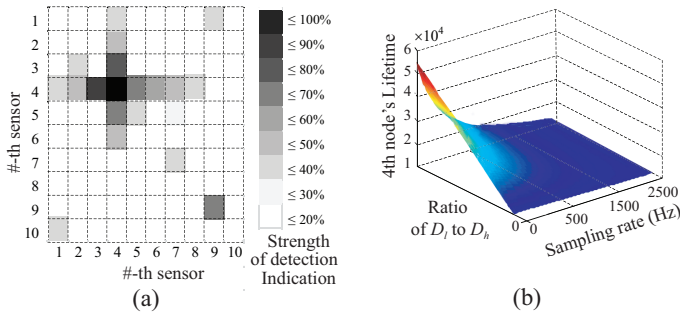 1
2
3
4
5
6
7
8
9
10
#-th sensor
1 2 3 4 5 6 7 8 9 10
#-th sensor
≤ 100%
≤ 90%
≤ 80%
≤ 70%
≤ 60%
≤ 50%
≤ 40%
≤ 30%
≤ 20%
Strength
of detection
Indication
(a)
× 10⁴
6
5
4
3
2
1
4th node's Lifetime
Ratio
of D_l to D_h
0
0 500 1500 2500
Sampling rate (Hz)
(b)